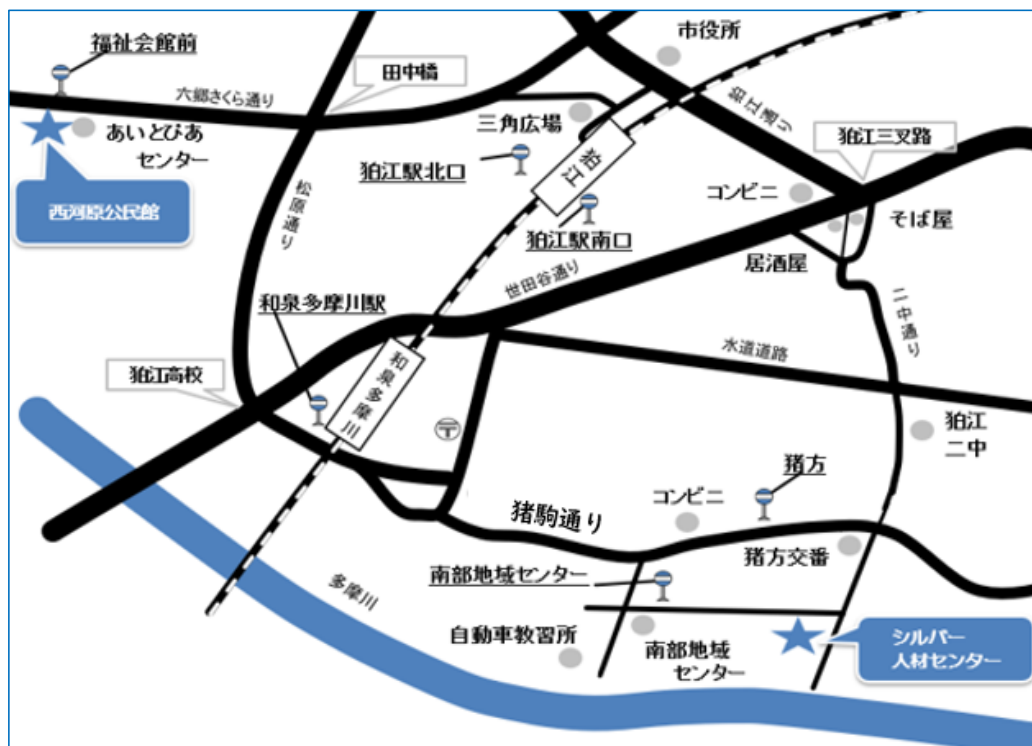 福祉会館前
市役所
田中橋
六郷さくら通り
狛江通り
三角広場
あいとぴあ
センター
狛江三叉路
狛江駅北口
狛江
コンビニ
松原通り
西河原公民館
そば屋
狛江駅南口
居酒屋
世田谷通り
二中通り
和泉多摩川駅
水道道路
狛江高校
和泉多摩川
〒
狛江
二中
猪方
コンビニ
猪駒通り
猪方交番
南部地域センター
多摩川
自動車教習所
南部地域
センター
シルバー
人材センター